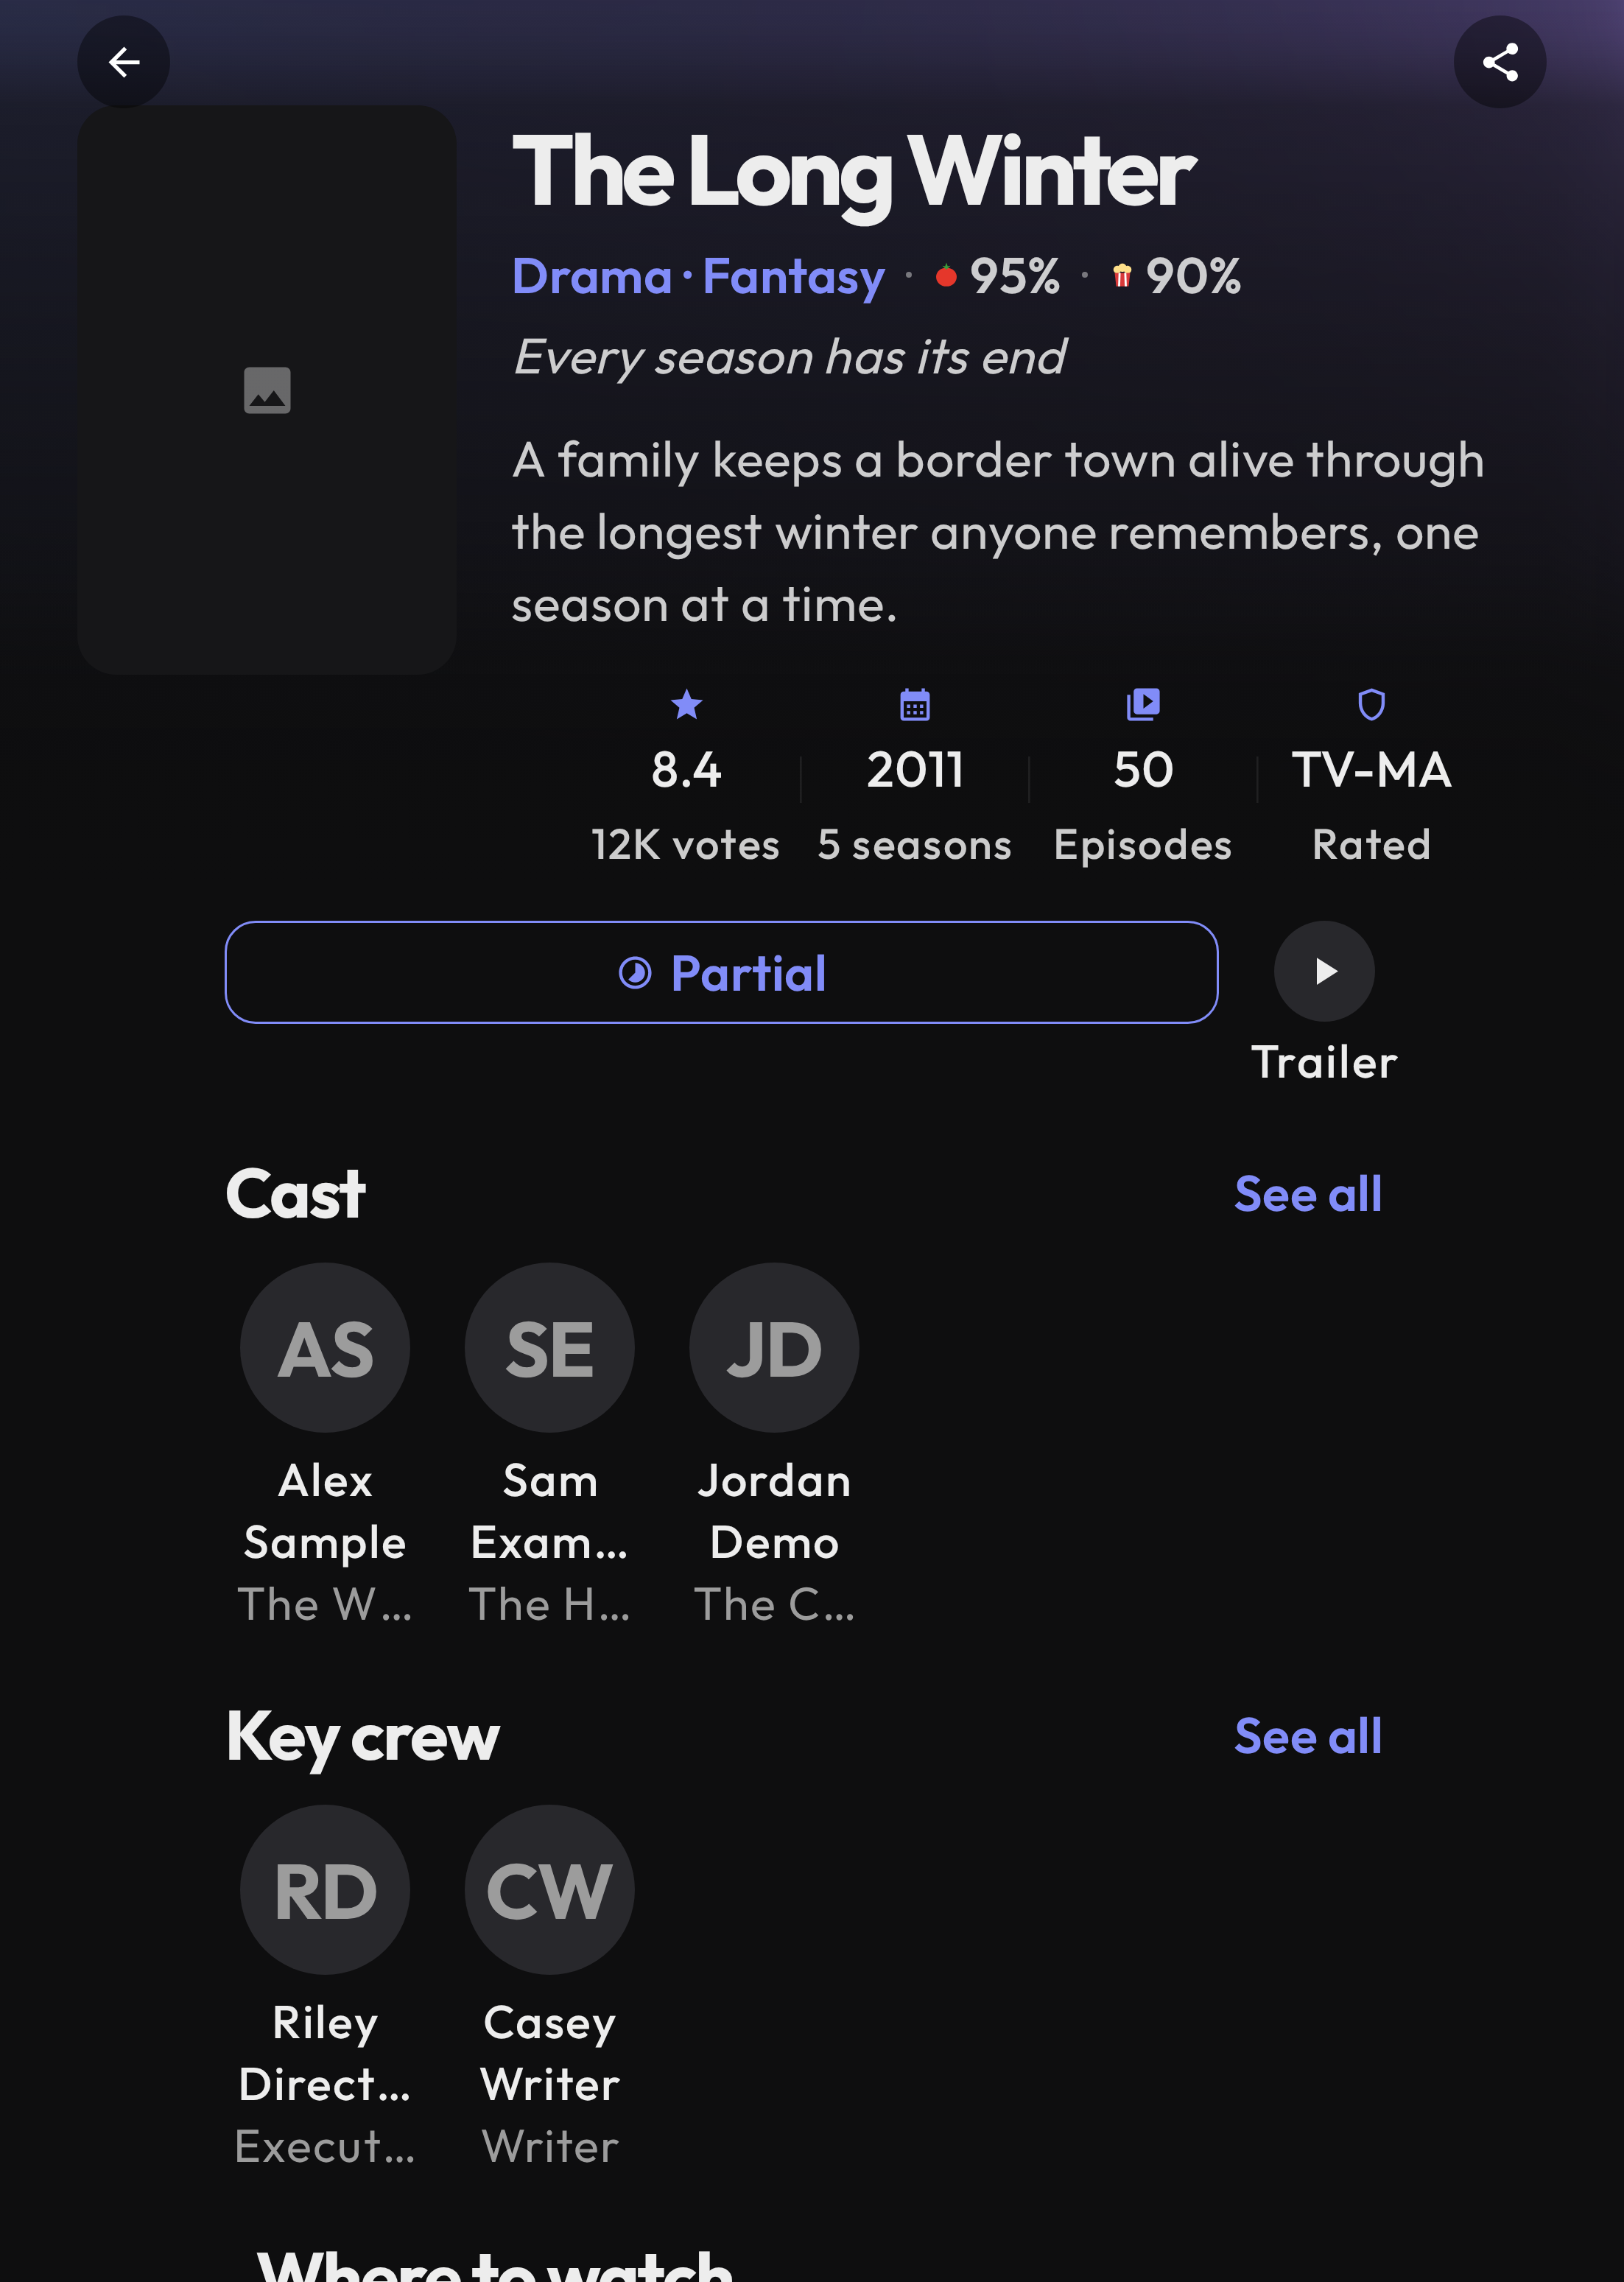 The Long Winter
Drama · Fantasy · 95% · 90%
Every season has its end
A family keeps a border town alive through
the longest winter anyone remembers, one
season at a time.
8.4 2011 50 TV-MA
12K votes 5 seasons Episodes Rated
Partial
Trailer
Cast See all
AS SE JD
Alex Sam Jordan
Sample Exam... Demo
The W... The H... The C...
Key crew See all
RD CW
Riley Casey
Direct... Writer
Execut... Writer
Where to watch